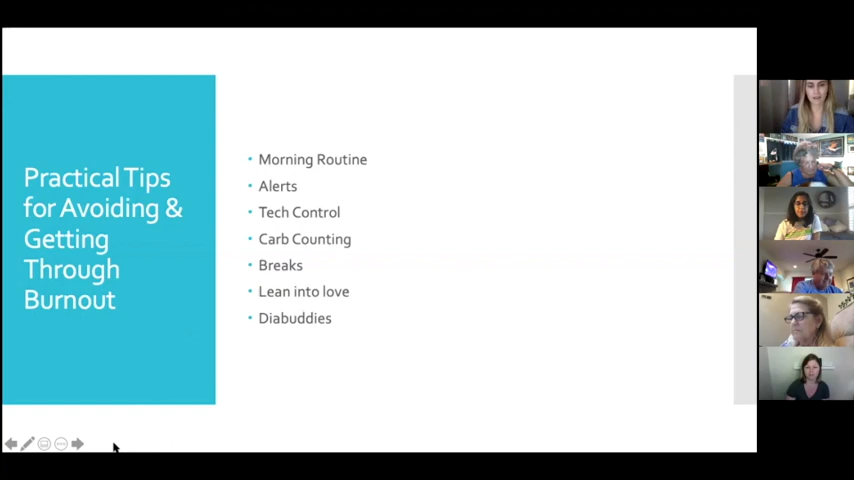 Practical Tips
for Avoiding &
Getting
Through
Burnout
• Morning Routine
• Alerts
• Tech Control
• Carb Counting
• Breaks
• Lean into love
• Diabuddies